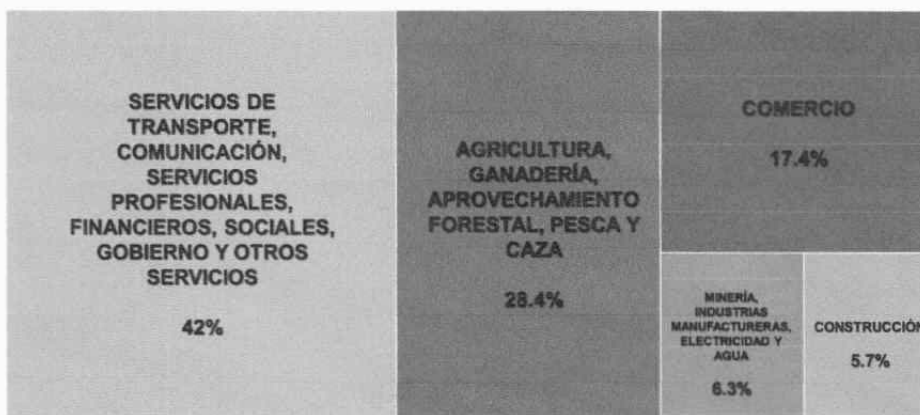 SERVICIOS DE
TRANSPORTE,
COMUNICACIÓN,
SERVICIOS
PROFESIONALES,
FINANCIEROS, SOCIALES,
GOBIERNO Y OTROS
SERVICIOS
42%
AGRICULTURA,
GANADERÍA,
APROVECHAMIENTO
FORESTAL, PESCA Y
CAZA
28.4%
COMERCIO
17.4%
MINERÍA,
INDUSTRIAS
MANUFACTURERAS,
ELECTRICIDAD Y
AGUA
6.3%
CONSTRUCCIÓN
5.7%